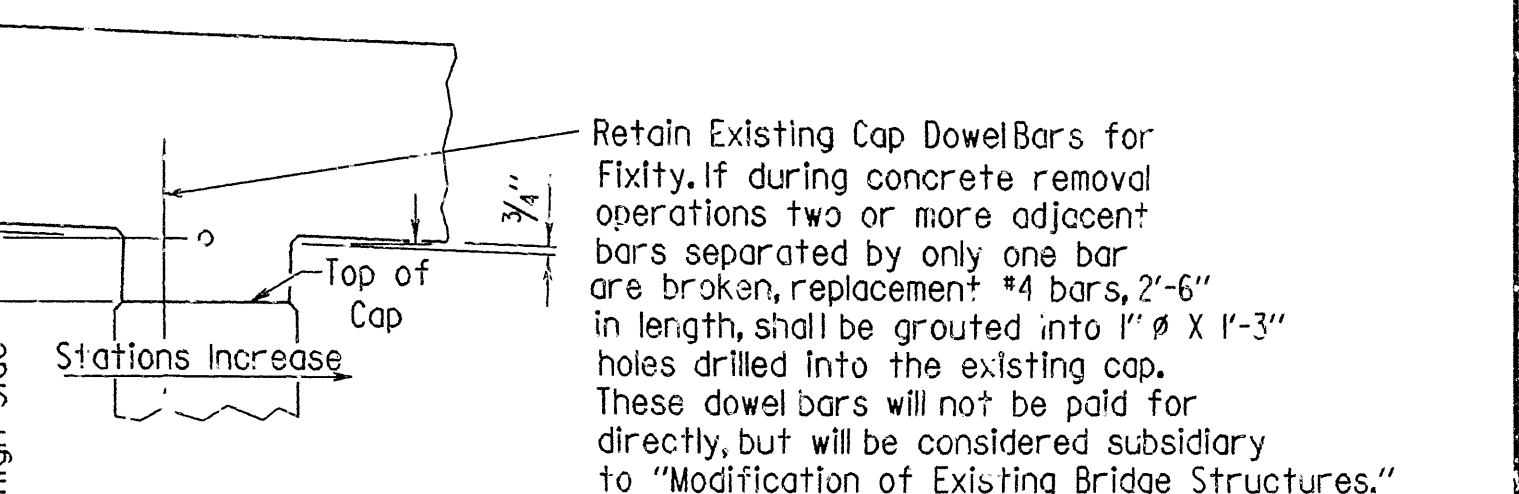 Retain Existing Cap Dowel Bars for
Fixity. If during concrete removal
operations two or more adjacent
bars separated by only one bar
are broken, replacement #4 bars, 2'-6"
in length, shall be grouted into 1" ø X 1'-3"
holes drilled into the existing cap.
These dowel bars will not be paid for
directly, but will be considered subsidiary
to "Modification of Existing Bridge Structures."
3/4"
Top of
Cap
Stations Increase